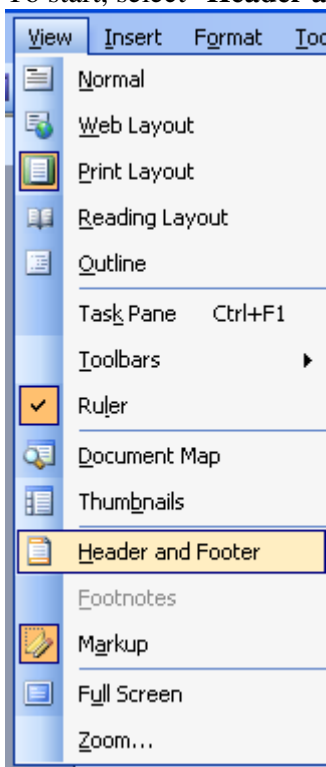 To start, select "Header a
View Insert Format Too
Normal
Web Layout
Print Layout
Reading Layout
Outline
Task Pane Ctrl+F1
Toolbars
Ruler
Document Map
Thumbnails
Header and Footer
Footnotes
Markup
Full Screen
Zoom...